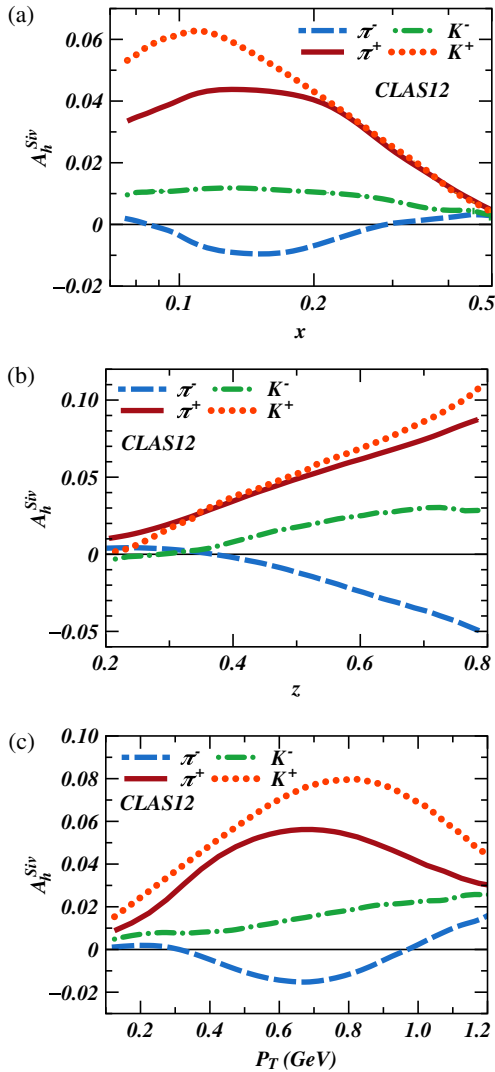 (a)
π⁻ K⁻
π⁺ K⁺
CLAS12
0.06
0.04
0.02
0
−0.02
A_h^{Siv}
0.1 0.2 0.5
x
(b)
π⁻ K⁻
π⁺ K⁺
CLAS12
0.10
0.05
0
−0.05
A_h^{Siv}
0.2 0.4 0.6 0.8
z
(c)
π⁻ K⁻
π⁺ K⁺
CLAS12
0.10
0.08
0.06
0.04
0.02
0
−0.02
A_h^{Siv}
0.2 0.4 0.6 0.8 1.0 1.2
P_T (GeV)